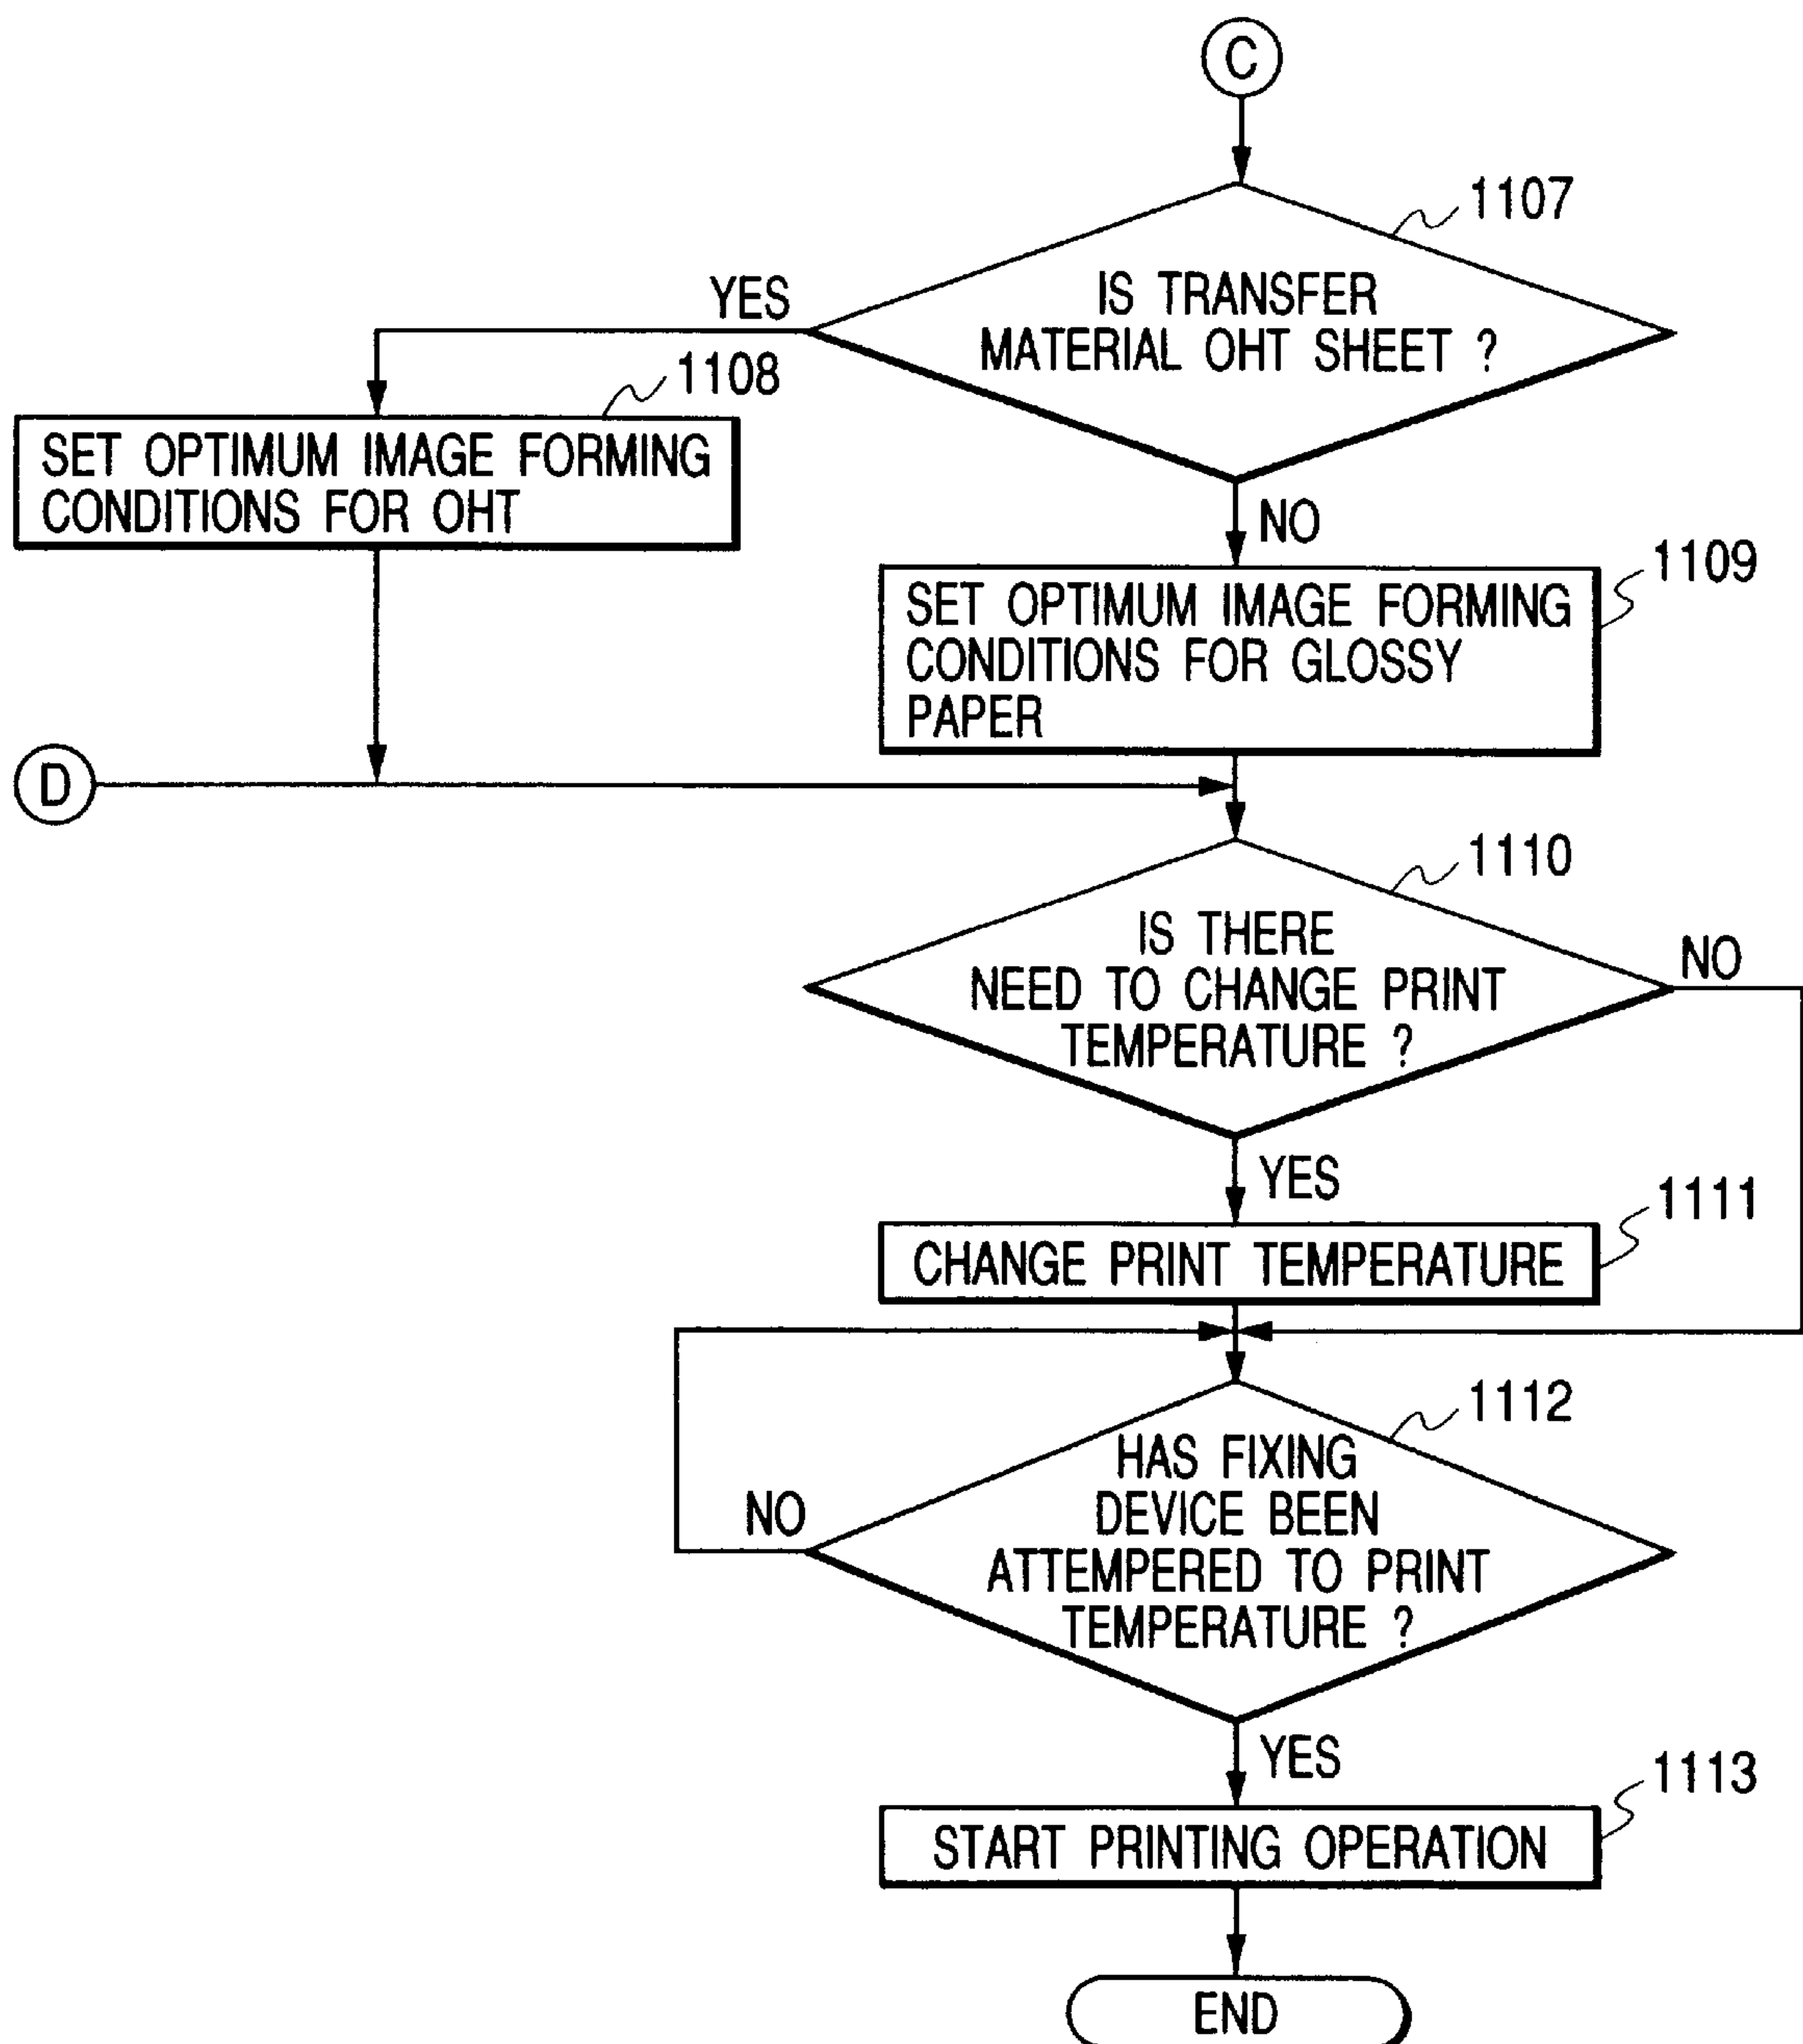 C
1107
IS TRANSFER
MATERIAL OHT SHEET ?
YES
1108
SET OPTIMUM IMAGE FORMING
CONDITIONS FOR OHT
NO
1109
SET OPTIMUM IMAGE FORMING
CONDITIONS FOR GLOSSY
PAPER
D
1110
IS THERE
NEED TO CHANGE PRINT
TEMPERATURE ?
NO
YES
1111
CHANGE PRINT TEMPERATURE
1112
HAS FIXING
DEVICE BEEN
ATTEMPERED TO PRINT
TEMPERATURE ?
NO
YES
1113
START PRINTING OPERATION
END